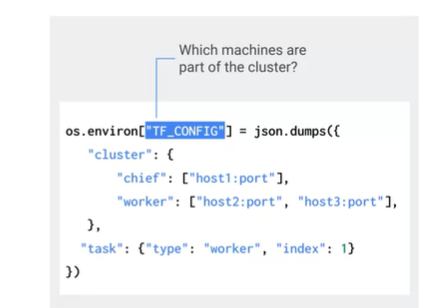 Which machines are
part of the cluster?
os.environ["TF_CONFIG"] = json.dumps({
"cluster": {
"chief": ["host1:port"],
"worker": ["host2:port", "host3:port"],
},
"task": {"type": "worker", "index": 1}
})